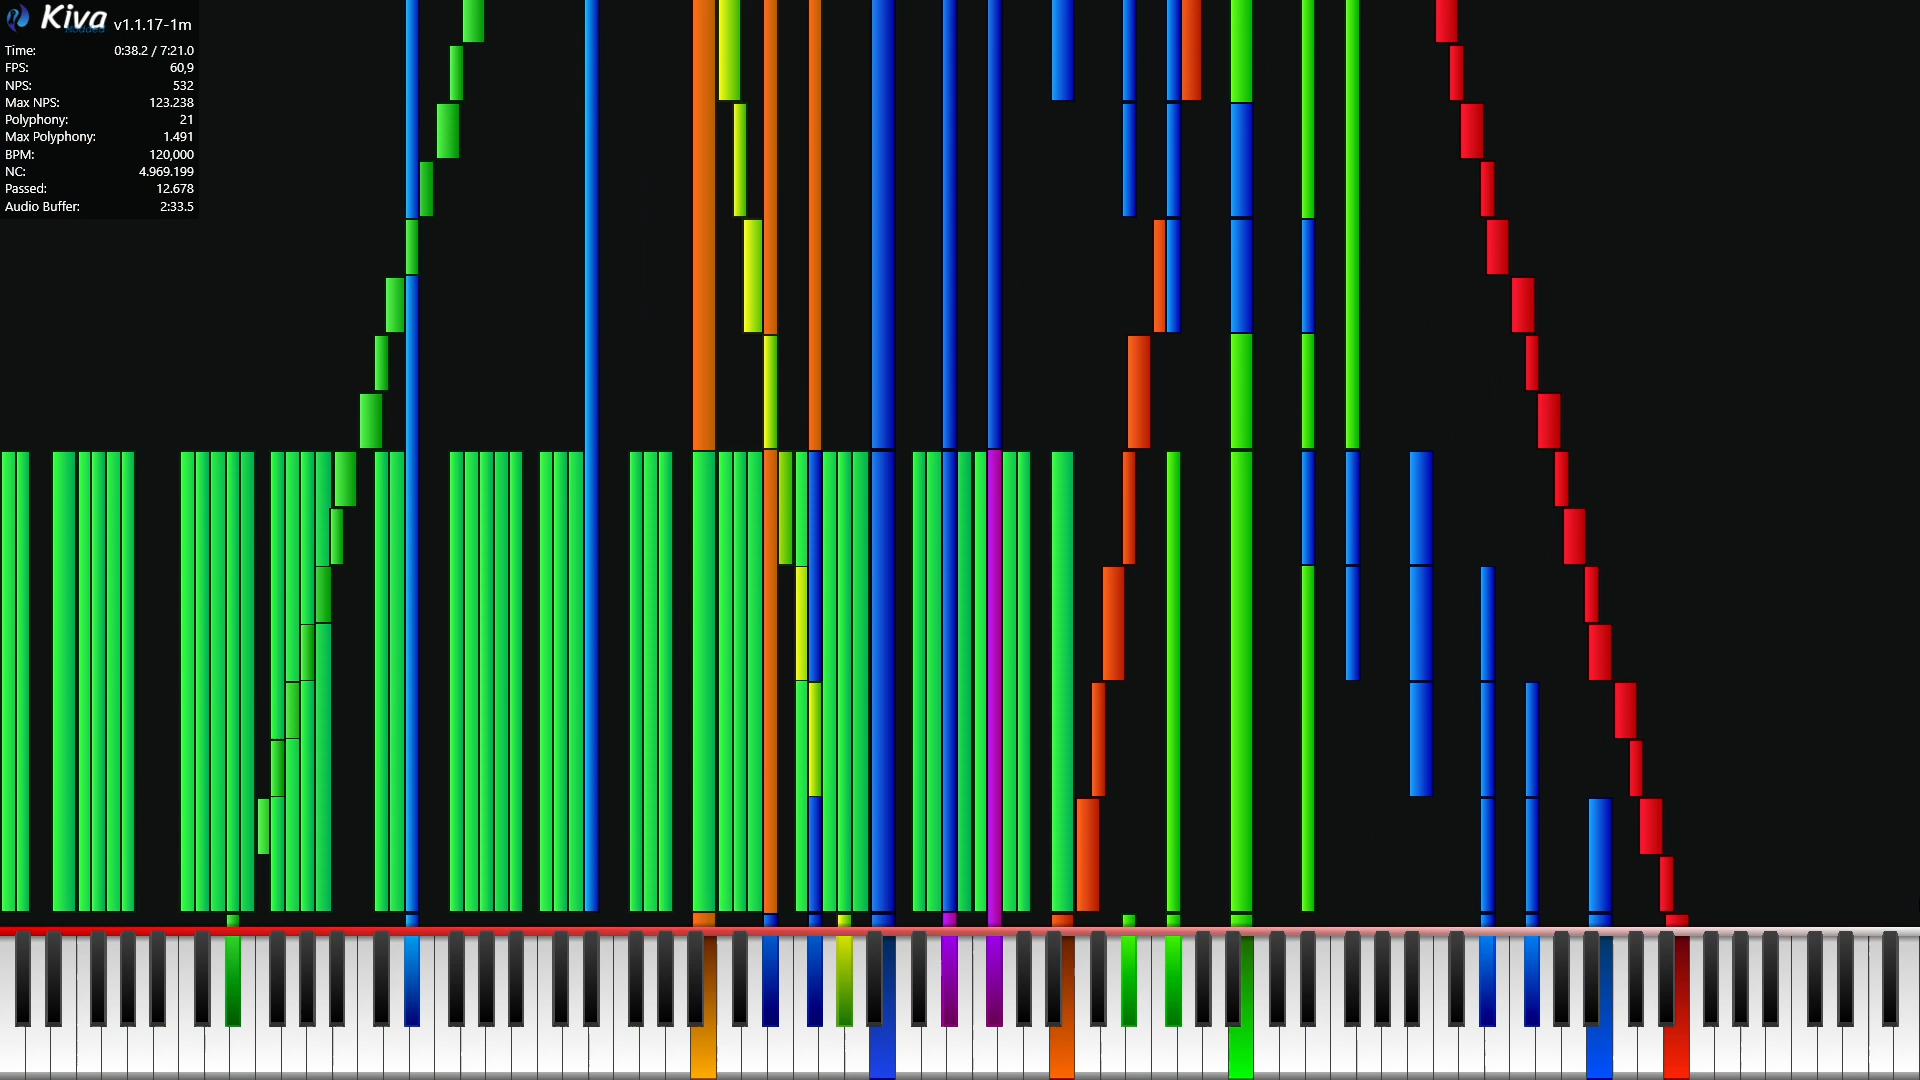 Kiva v1.1.17-1m
Time: 0:38.2 / 7:21.0
FPS: 60,9
NPS: 532
Max NPS: 123.238
Polyphony: 21
Max Polyphony: 1.491
BPM: 120,000
NC: 4.969.199
Passed: 12.678
Audio Buffer: 2:33.5